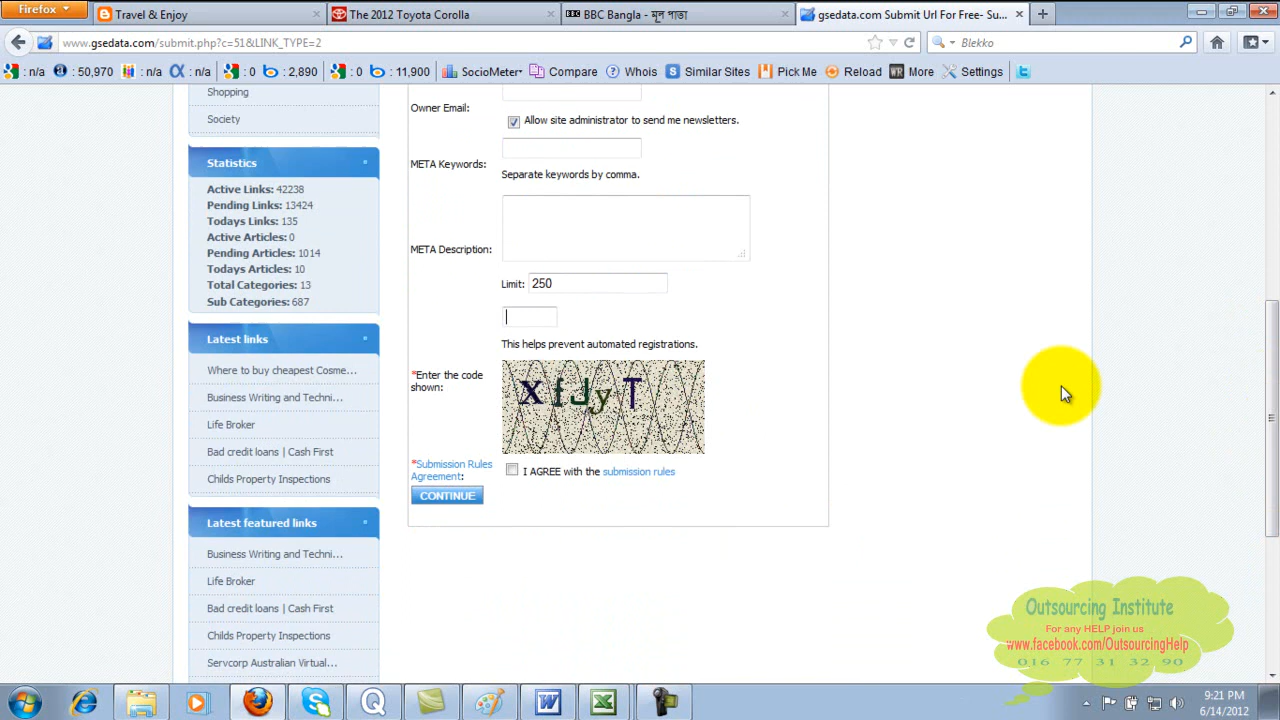 Firefox
Travel & Enjoy
The 2012 Toyota Corolla
BBC Bangla - মূল পাতা
gsedata.com Submit Url For Free- Su...
www.gsedata.com/submit.php?c=51&LINK_TYPE=2
Blekko
: n/a
: 50,970
: n/a
: n/a
: 0
: 2,890
: 0
: 11,900
SocioMeter
Compare
Whois
Similar Sites
Pick Me
Reload
More
Settings
Shopping
Society
Statistics
Active Links: 42238
Pending Links: 13424
Todays Links: 135
Active Articles: 0
Pending Articles: 1014
Todays Articles: 10
Total Categories: 13
Sub Categories: 687
Latest links
Where to buy cheapest Cosme...
Business Writing and Techni...
Life Broker
Bad credit loans | Cash First
Childs Property Inspections
Latest featured links
Business Writing and Techni...
Life Broker
Bad credit loans | Cash First
Childs Property Inspections
Servcorp Australian Virtual...
Owner Email:
Allow site administrator to send me newsletters.
META Keywords:
Separate keywords by comma.
META Description:
Limit: 250
This helps prevent automated registrations.
*Enter the code shown:
X f J y T
*Submission Rules Agreement:
I AGREE with the submission rules
CONTINUE
Outsourcing Institute
For any HELP join us
www.facebook.com/OutsourcingHelp
016 77 31 32 90
9:21 PM
6/14/2012